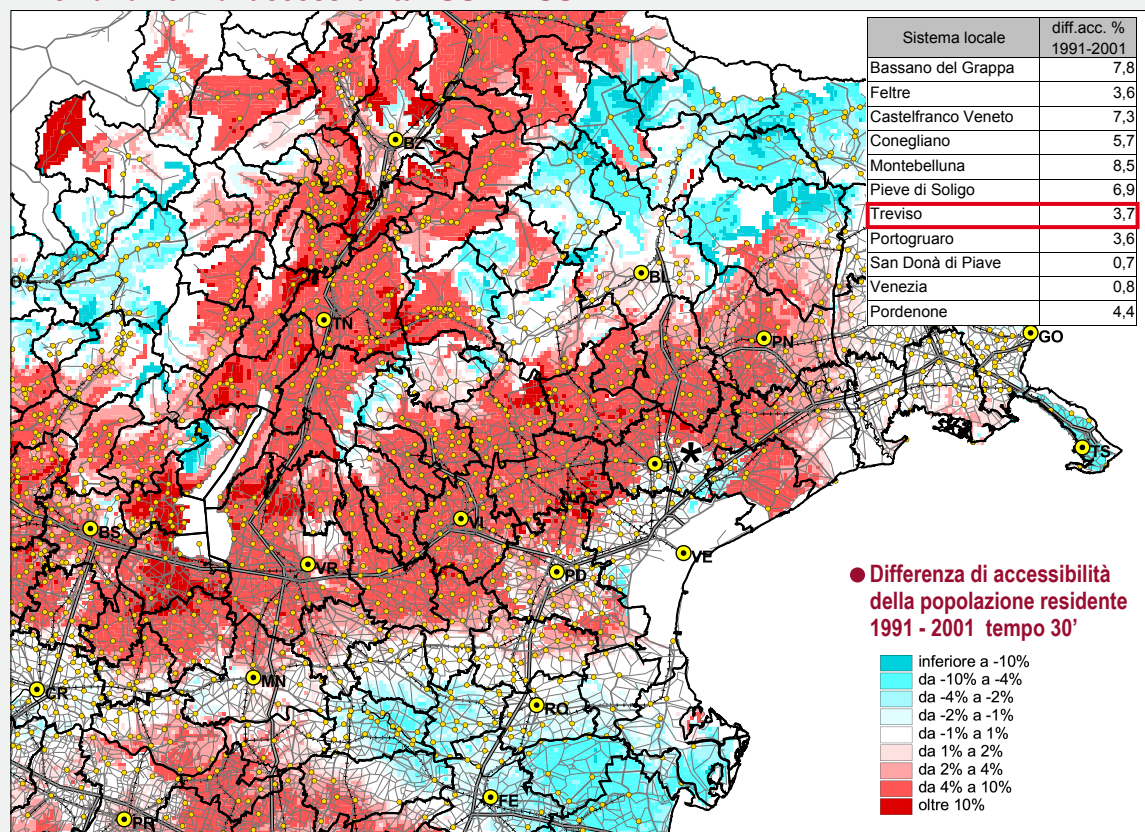 Sistema locale diff.acc. % 1991-2001
Bassano del Grappa 7,8
Feltre 3,6
Castelfranco Veneto 7,3
Conegliano 5,7
Montebelluna 8,5
Pieve di Soligo 6,9
Treviso 3,7
Portogruaro 3,6
San Donà di Piave 0,7
Venezia 0,8
Pordenone 4,4
BZ
BL
TN
PN
GO
TV
*
TS
BS
VI
VR
PD
VE
MN
CR
RO
FE
PR
Differenza di accessibilità
della popolazione residente
1991 - 2001 tempo 30'
inferiore a -10%
da -10% a -4%
da -4% a -2%
da -2% a -1%
da -1% a 1%
da 1% a 2%
da 2% a 4%
da 4% a 10%
oltre 10%